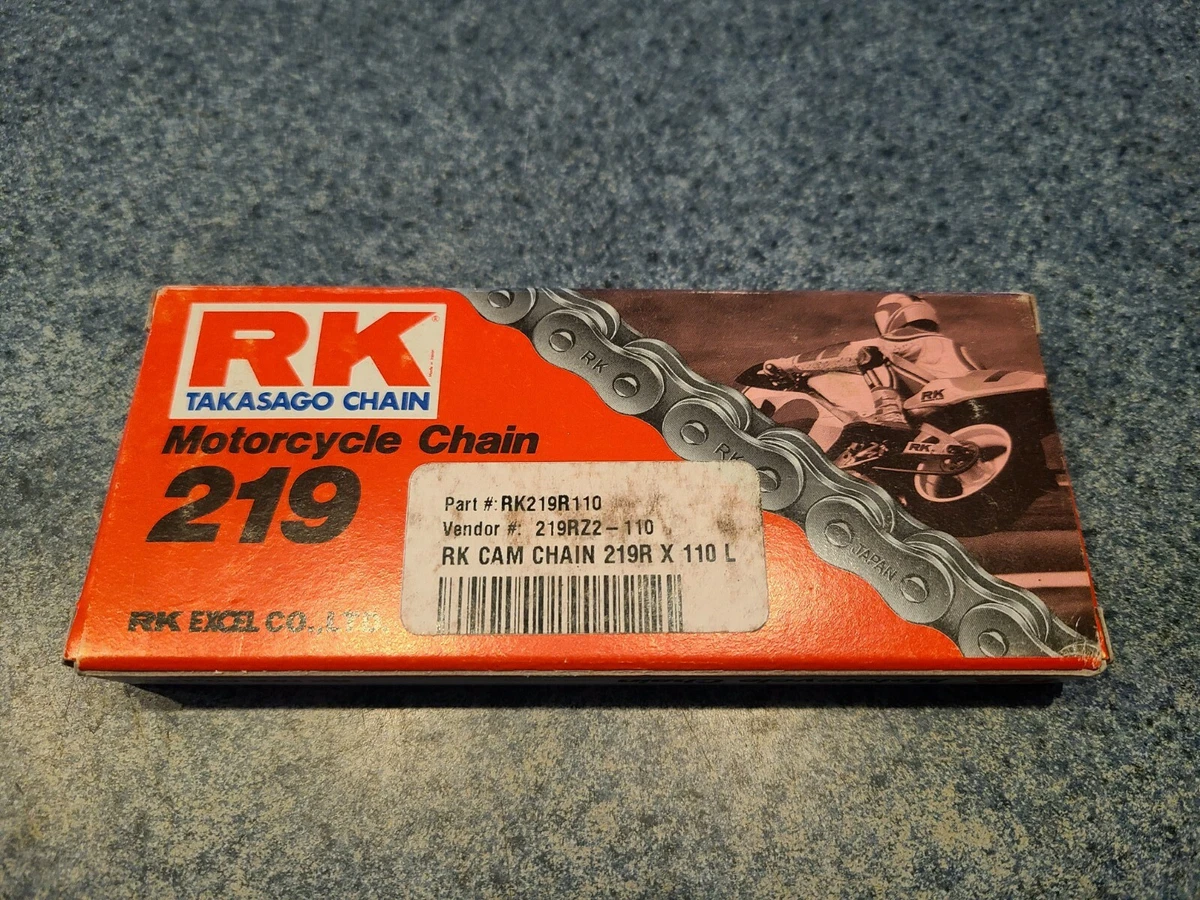 RK
TAKASAGO CHAIN
Motorcycle Chain
219
Part #: RK219R110
Vendor #: 219RZ2-110
RK CAM CHAIN 219R X 110 L
RK EXCEL CO., LTD.
RK
RK
JAPAN
RK
RK